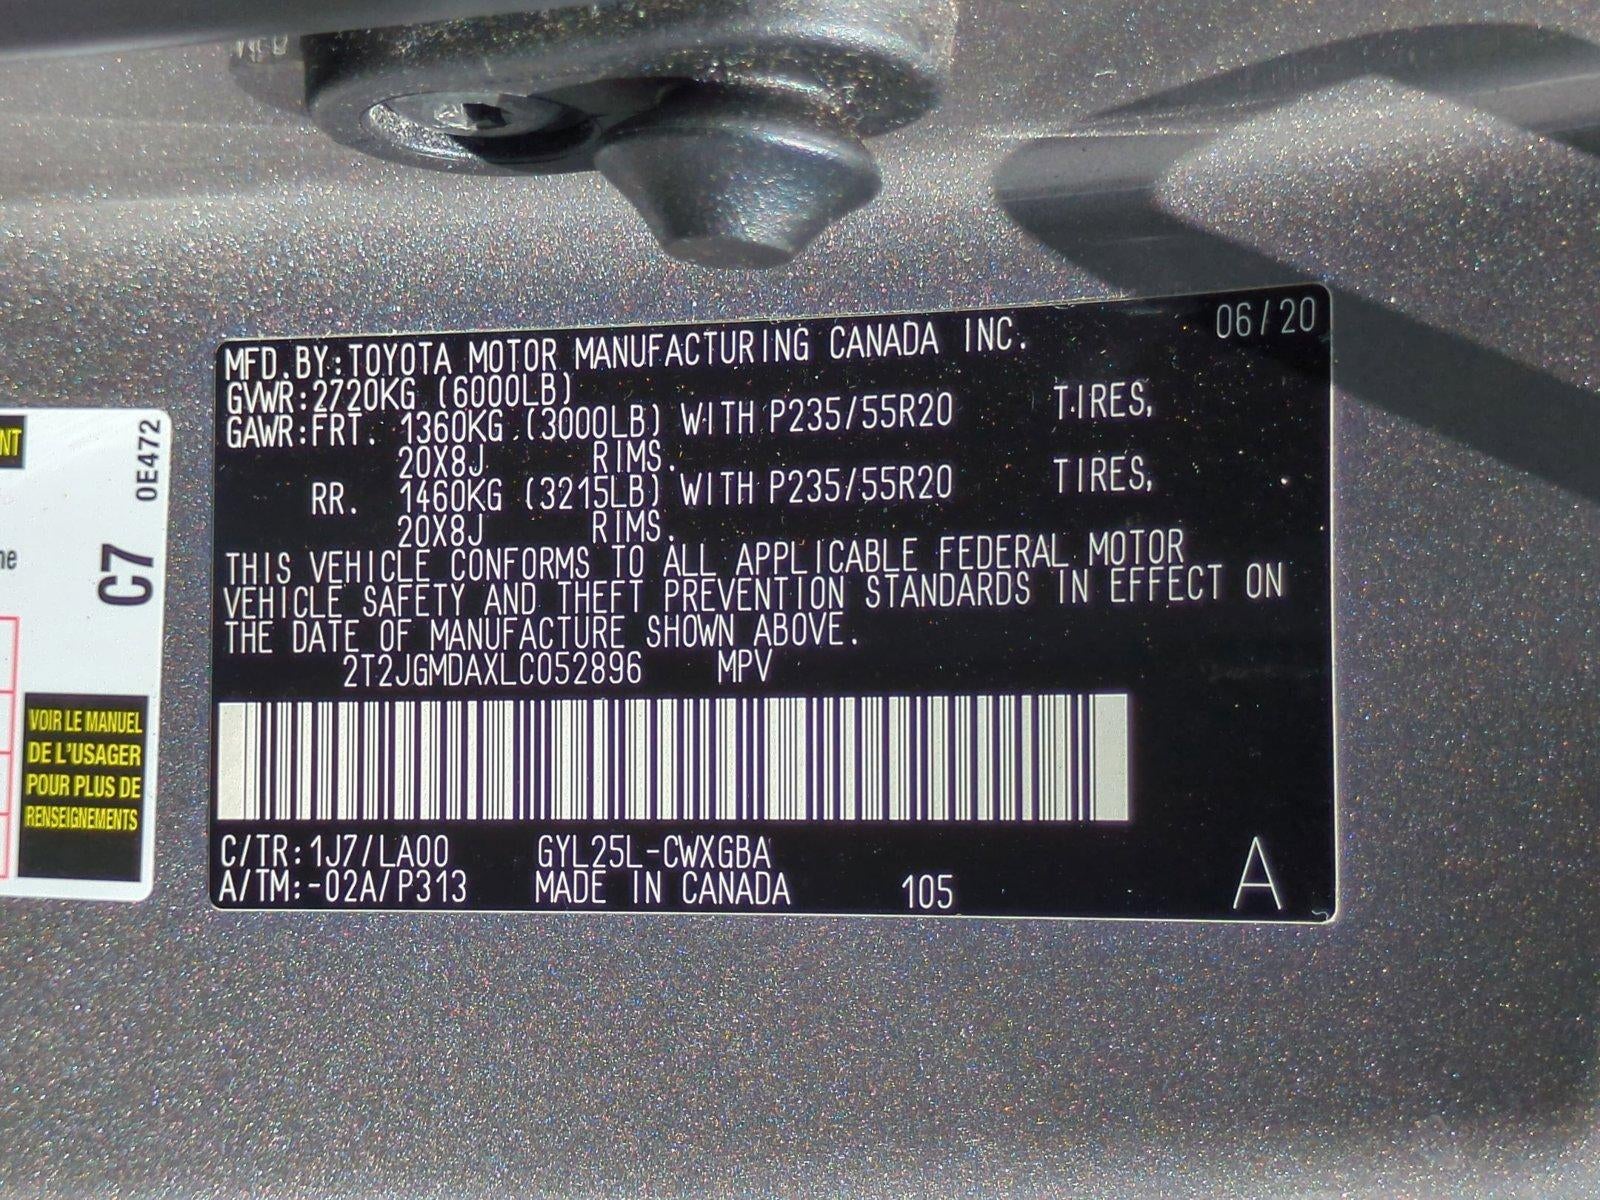 06/20
MFD. BY: TOYOTA MOTOR MANUFACTURING CANADA INC.
GVWR: 2720KG (6000LB)
GAWR: FRT. 1360KG (3000LB) WITH P235/55R20 TIRES,
20X8J RIMS.
RR. 1460KG (3215LB) WITH P235/55R20 TIRES,
20X8J RIMS.
THIS VEHICLE CONFORMS TO ALL APPLICABLE FEDERAL MOTOR
VEHICLE SAFETY AND THEFT PREVENTION STANDARDS IN EFFECT ON
THE DATE OF MANUFACTURE SHOWN ABOVE.
2T2JGMDAXLC052896 MPV
C/TR: 1J7/LA00 GYL25L-CWXGBA
A/TM: -02A/P313 MADE IN CANADA 105 A
0E472
C7
VOIR LE MANUEL
DE L'USAGER
POUR PLUS DE
RENSEIGNEMENTS